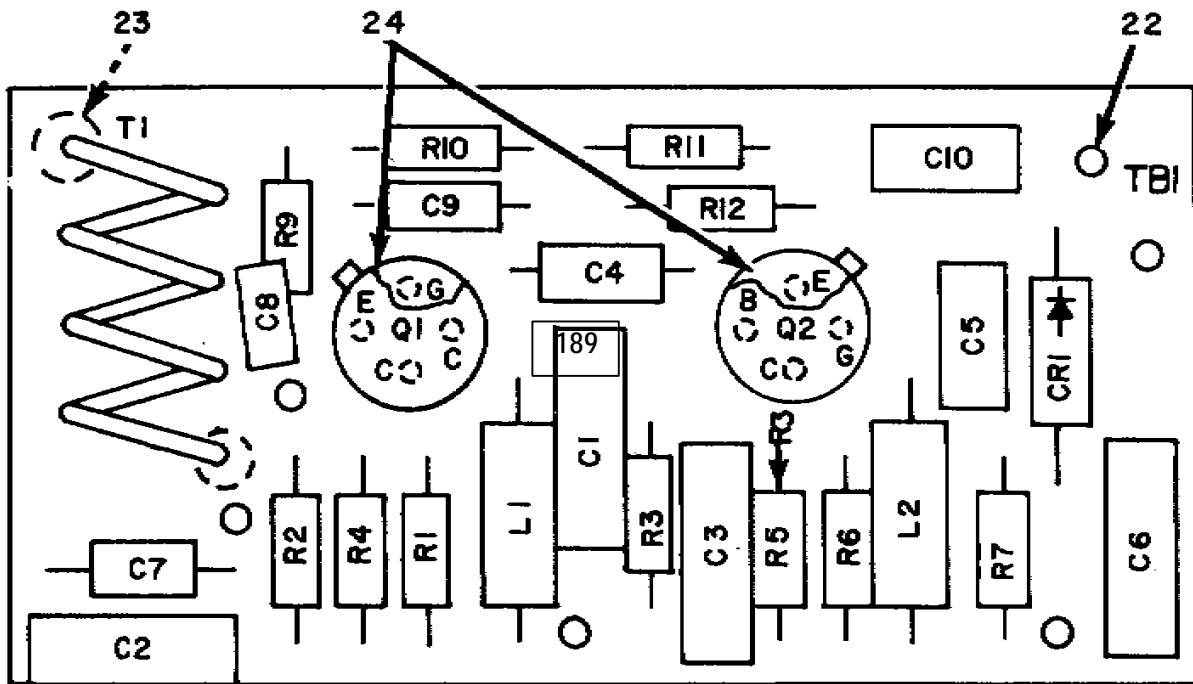 23 24 22
T1 R10 R11 C10
TB1
R9 C9 R12
C4
C8 E G B E
Q1 C Q2 G
C C
189
C5 CR1
C1 R3
L1 L2
R2 R4 R1 R3 C3 R5 R6 R7 C6
C7
C2